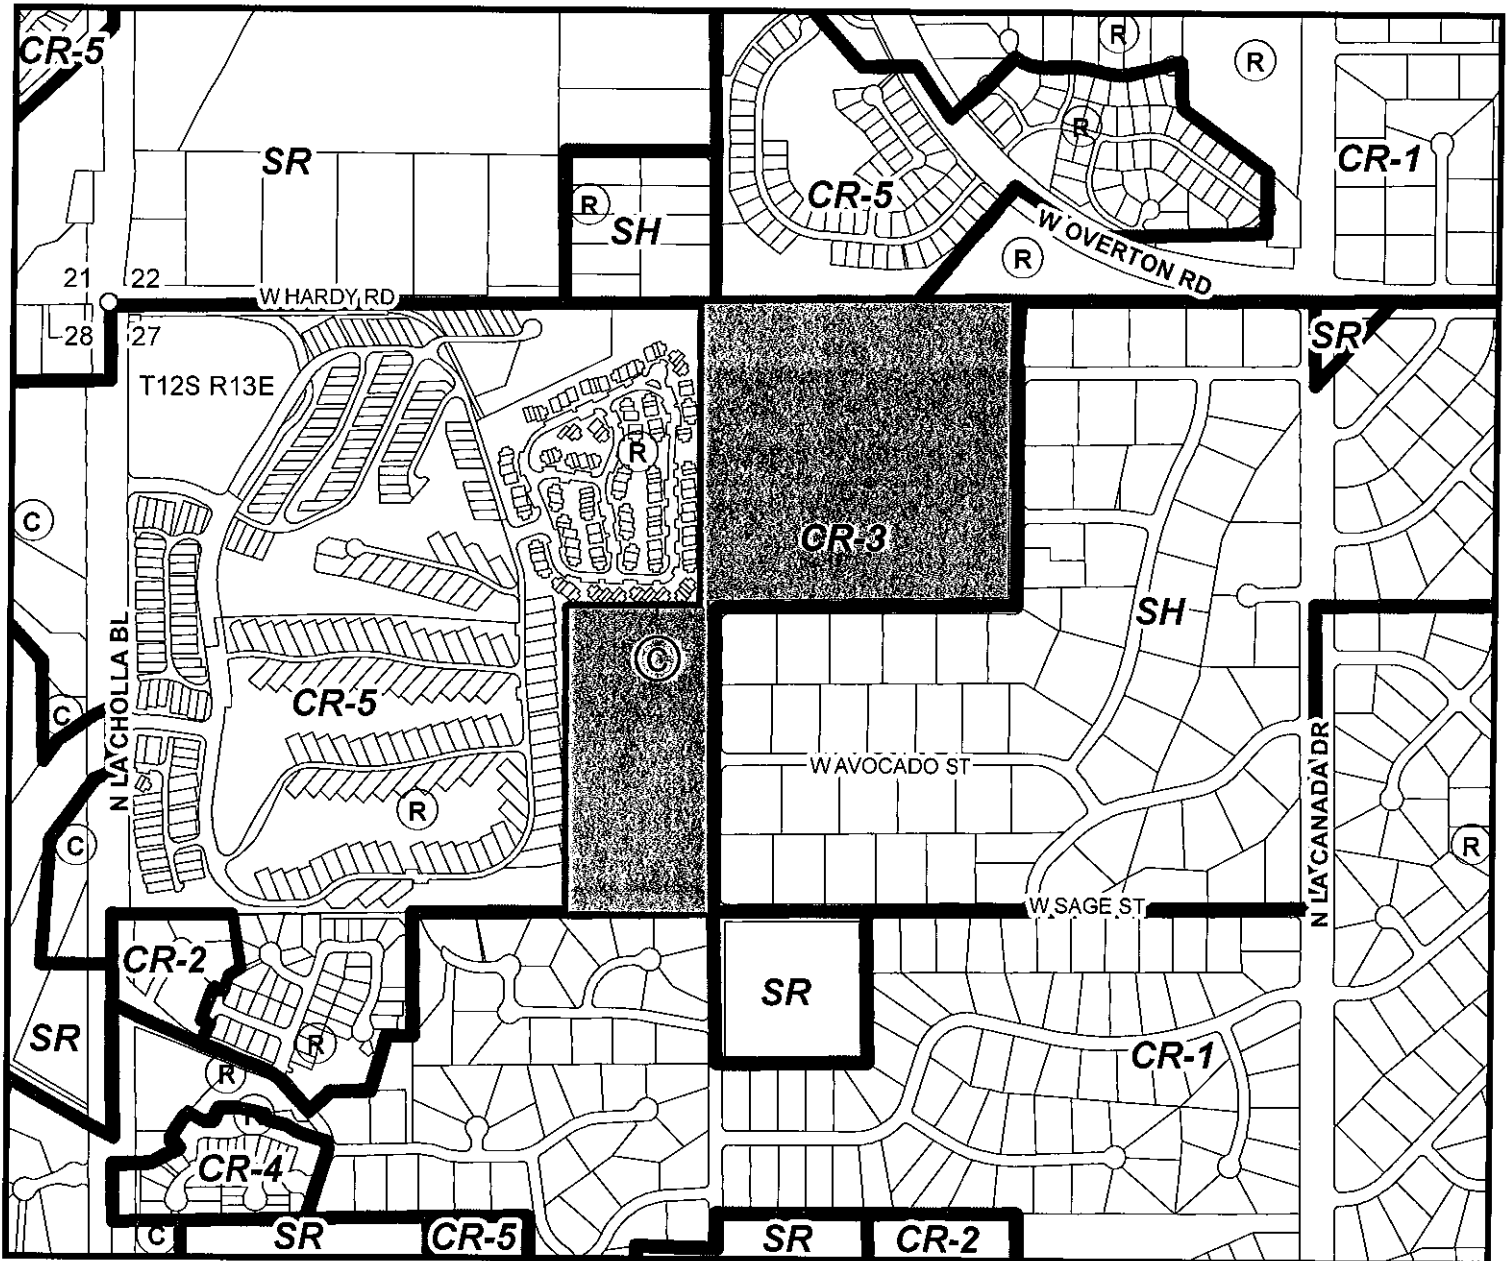 CR-5
R
R
SR
R
CR-1
CR-5
R
SH
W OVERTON RD
R
21 22
W HARDY RD
28 27
SR
T12S R13E
R
C
CR-3
SH
N LA CHOLLA BL
C
CR-5
C
W AVOCADO ST
N LA CANADA DR
R
C
R
W SAGE ST
CR-2
SR
SR
R
CR-1
R
R
CR-4
C
SR
CR-5
SR
CR-2